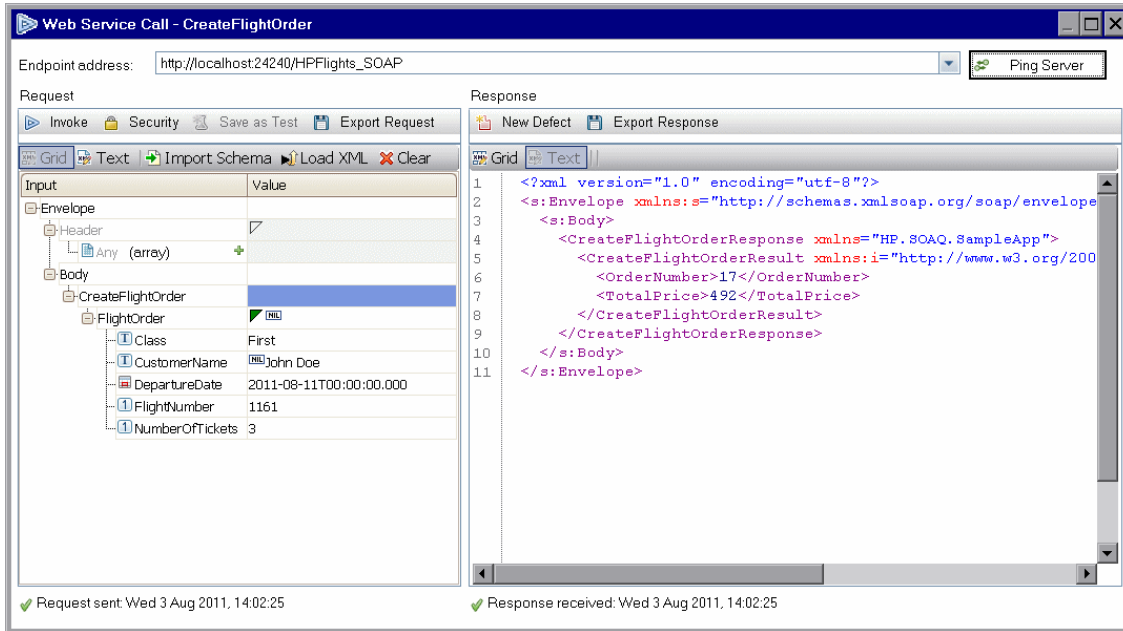 Web Service Call - CreateFlightOrder
Endpoint address: http://localhost:24240/HPFlights_SOAP Ping Server
Request
Invoke Security Save as Test Export Request
Grid Text Import Schema Load XML Clear
Input Value
Envelope
Header
Any (array)
Body
CreateFlightOrder
FlightOrder NIL
Class First
CustomerName NIL John Doe
DepartureDate 2011-08-11T00:00:00.000
FlightNumber 1161
NumberOfTickets 3
Request sent: Wed 3 Aug 2011, 14:02:25
Response
New Defect Export Response
Grid Text
1 <?xml version="1.0" encoding="utf-8"?>
2 <s:Envelope xmlns:s="http://schemas.xmlsoap.org/soap/envelope
3 <s:Body>
4 <CreateFlightOrderResponse xmlns="HP.SOAQ.SampleApp">
5 <CreateFlightOrderResult xmlns:i="http://www.w3.org/200
6 <OrderNumber>17</OrderNumber>
7 <TotalPrice>492</TotalPrice>
8 </CreateFlightOrderResult>
9 </CreateFlightOrderResponse>
10 </s:Body>
11 </s:Envelope>
Response received: Wed 3 Aug 2011, 14:02:25